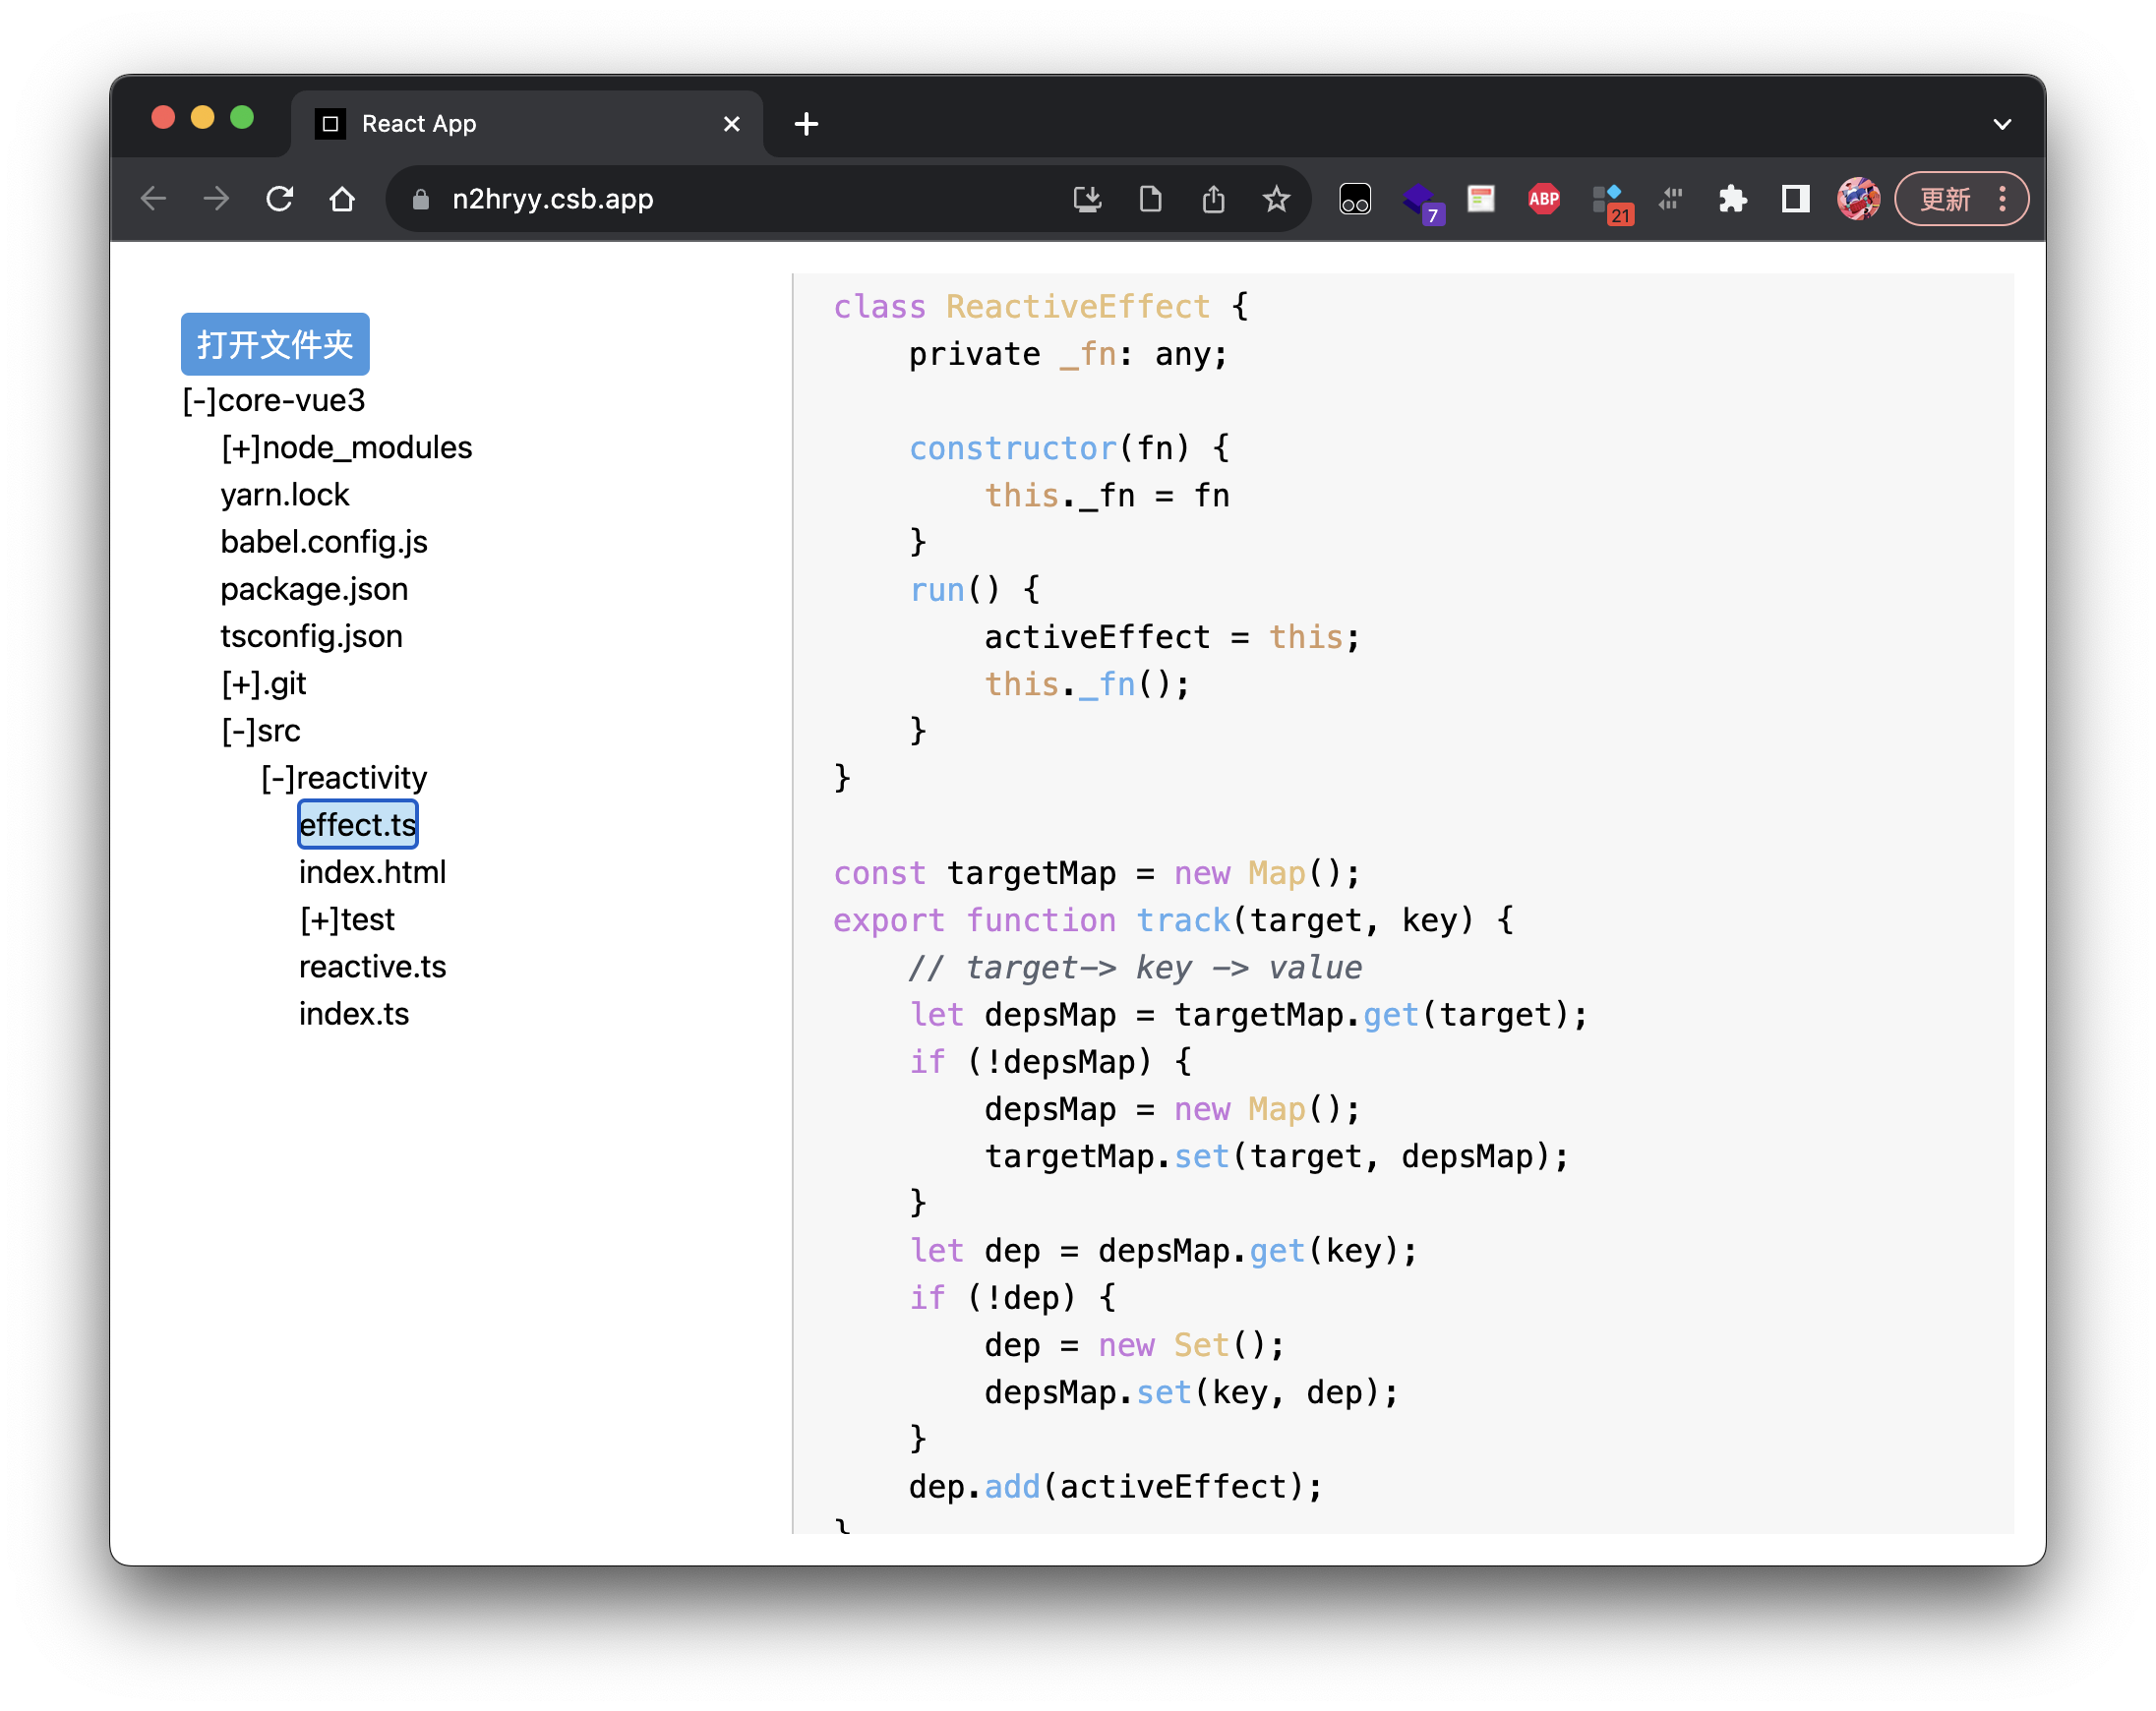 React App
n2hryy.csb.app
7
ABP
21
更新
打开文件夹
[-]core-vue3
[+]node_modules
yarn.lock
babel.config.js
package.json
tsconfig.json
[+].git
[-]src
[-]reactivity
effect.ts
index.html
[+]test
reactive.ts
index.ts
class ReactiveEffect {
    private _fn: any;

    constructor(fn) {
        this._fn = fn
    }
    run() {
        activeEffect = this;
        this._fn();
    }
}

const targetMap = new Map();
export function track(target, key) {
    // target-> key -> value
    let depsMap = targetMap.get(target);
    if (!depsMap) {
        depsMap = new Map();
        targetMap.set(target, depsMap);
    }
    let dep = depsMap.get(key);
    if (!dep) {
        dep = new Set();
        depsMap.set(key, dep);
    }
    dep.add(activeEffect);
}